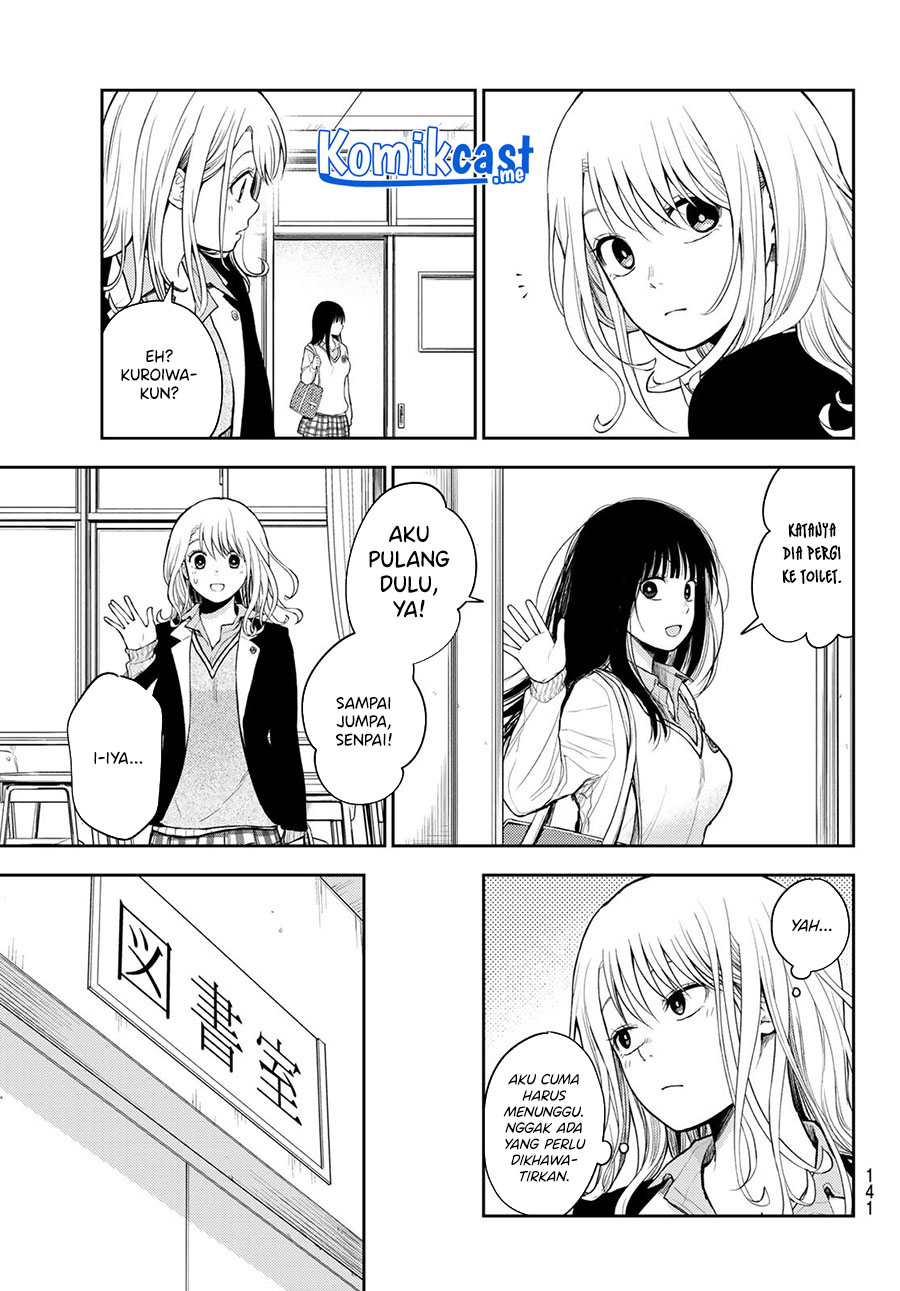 Komikcast
.me
EH?
KUROIWA-
KUN?
KATANYA
DIA PERGI
KE TOILET.
AKU
PULANG
DULU,
YA!
SAMPAI
JUMPA,
SENPAI!
I-IYA...
YAH...
AKU CUMA
HARUS
MENUNGGU.
NGGAK ADA
YANG PERLU
DIKHAWA-
TIRKAN.
図書室
141